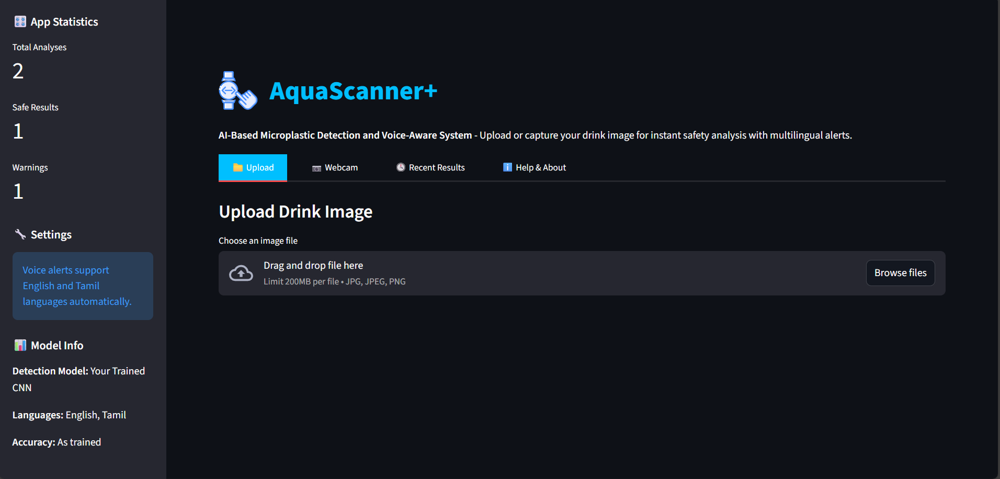 App Statistics
Total Analyses
2
Safe Results
1
Warnings
1
Settings
Voice alerts support
English and Tamil
languages automatically.
Model Info
Detection Model: Your Trained
CNN
Languages: English, Tamil
Accuracy: As trained
AquaScanner+
AI-Based Microplastic Detection and Voice-Aware System - Upload or capture your drink image for instant safety analysis with multilingual alerts.
Upload Webcam Recent Results Help & About
Upload Drink Image
Choose an image file
Drag and drop file here
Limit 200MB per file • JPG, JPEG, PNG
Browse files